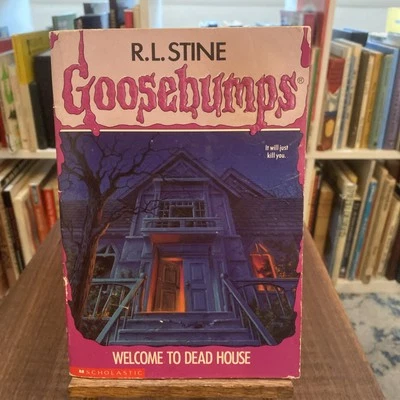 R.L. STINE
Goosebumps®
It will just
kill you.
WELCOME TO DEAD HOUSE
SCHOLASTIC